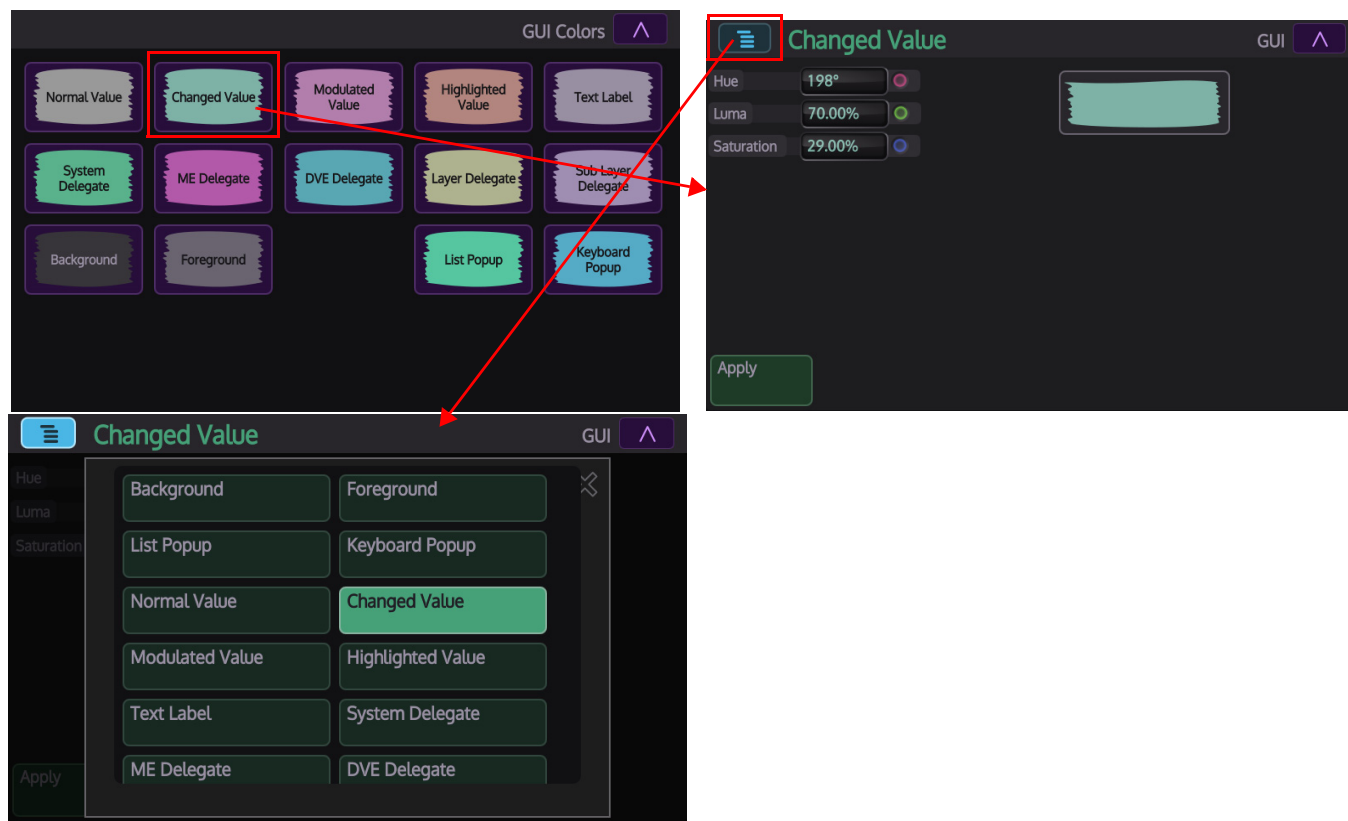 GUI Colors
Normal Value
Changed Value
Modulated
Value
Highlighted
Value
Text Label
System
Delegate
ME Delegate
DVE Delegate
Layer Delegate
Sub Layer
Delegate
Background
Foreground
List Popup
Keyboard
Popup
Changed Value
GUI
Hue
198°
Luma
70.00%
Saturation
29.00%
Apply
Changed Value
GUI
Hue
Luma
Saturation
Background
Foreground
List Popup
Keyboard Popup
Normal Value
Changed Value
Modulated Value
Highlighted Value
Text Label
System Delegate
ME Delegate
DVE Delegate
Apply